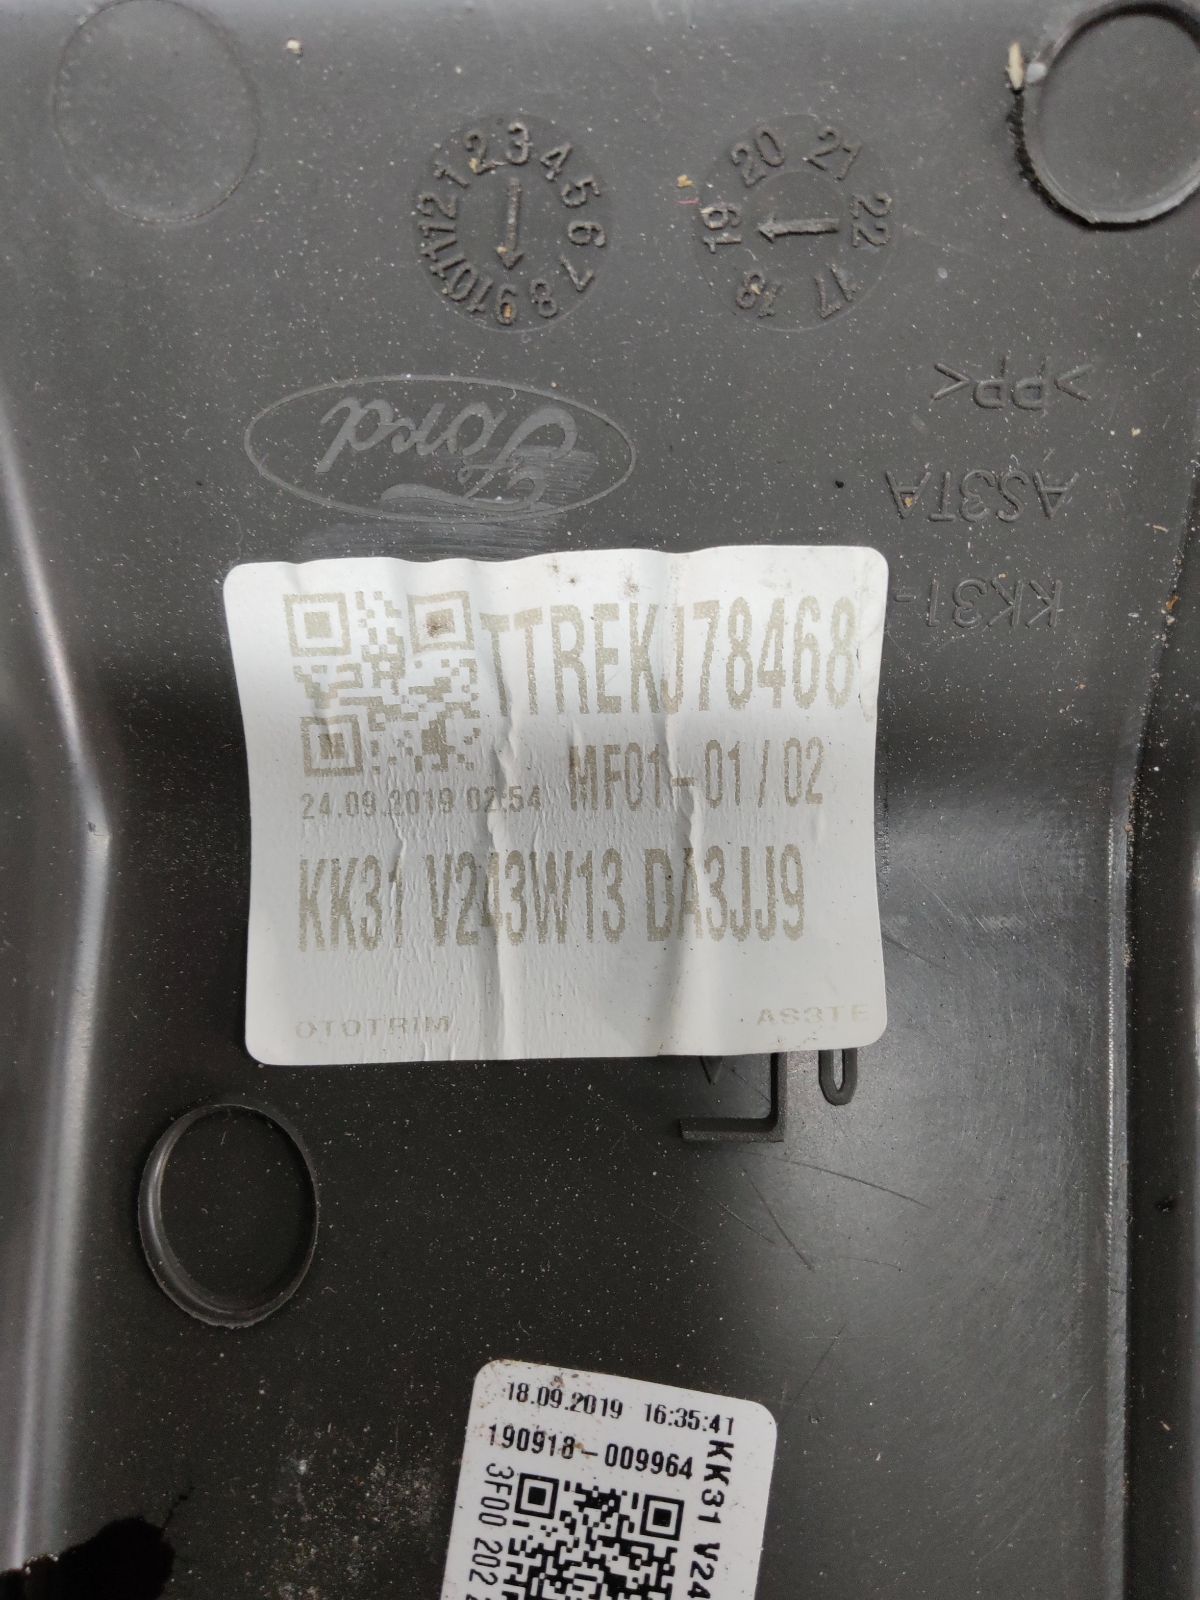 1 2 3 4 5 6 7 8 9 10 11 12
17 18 19 20 21 22
>PP<
Ford
AS3TA
KK31-
TTREKJ78468
MF01-01/02
24.09.2019 02:54
KK31 V243W13 DA3JJ9
OTOTRIM AS3TE
18.09.2019 16:35:41
190918-009964
3F00 202
KK31 V24